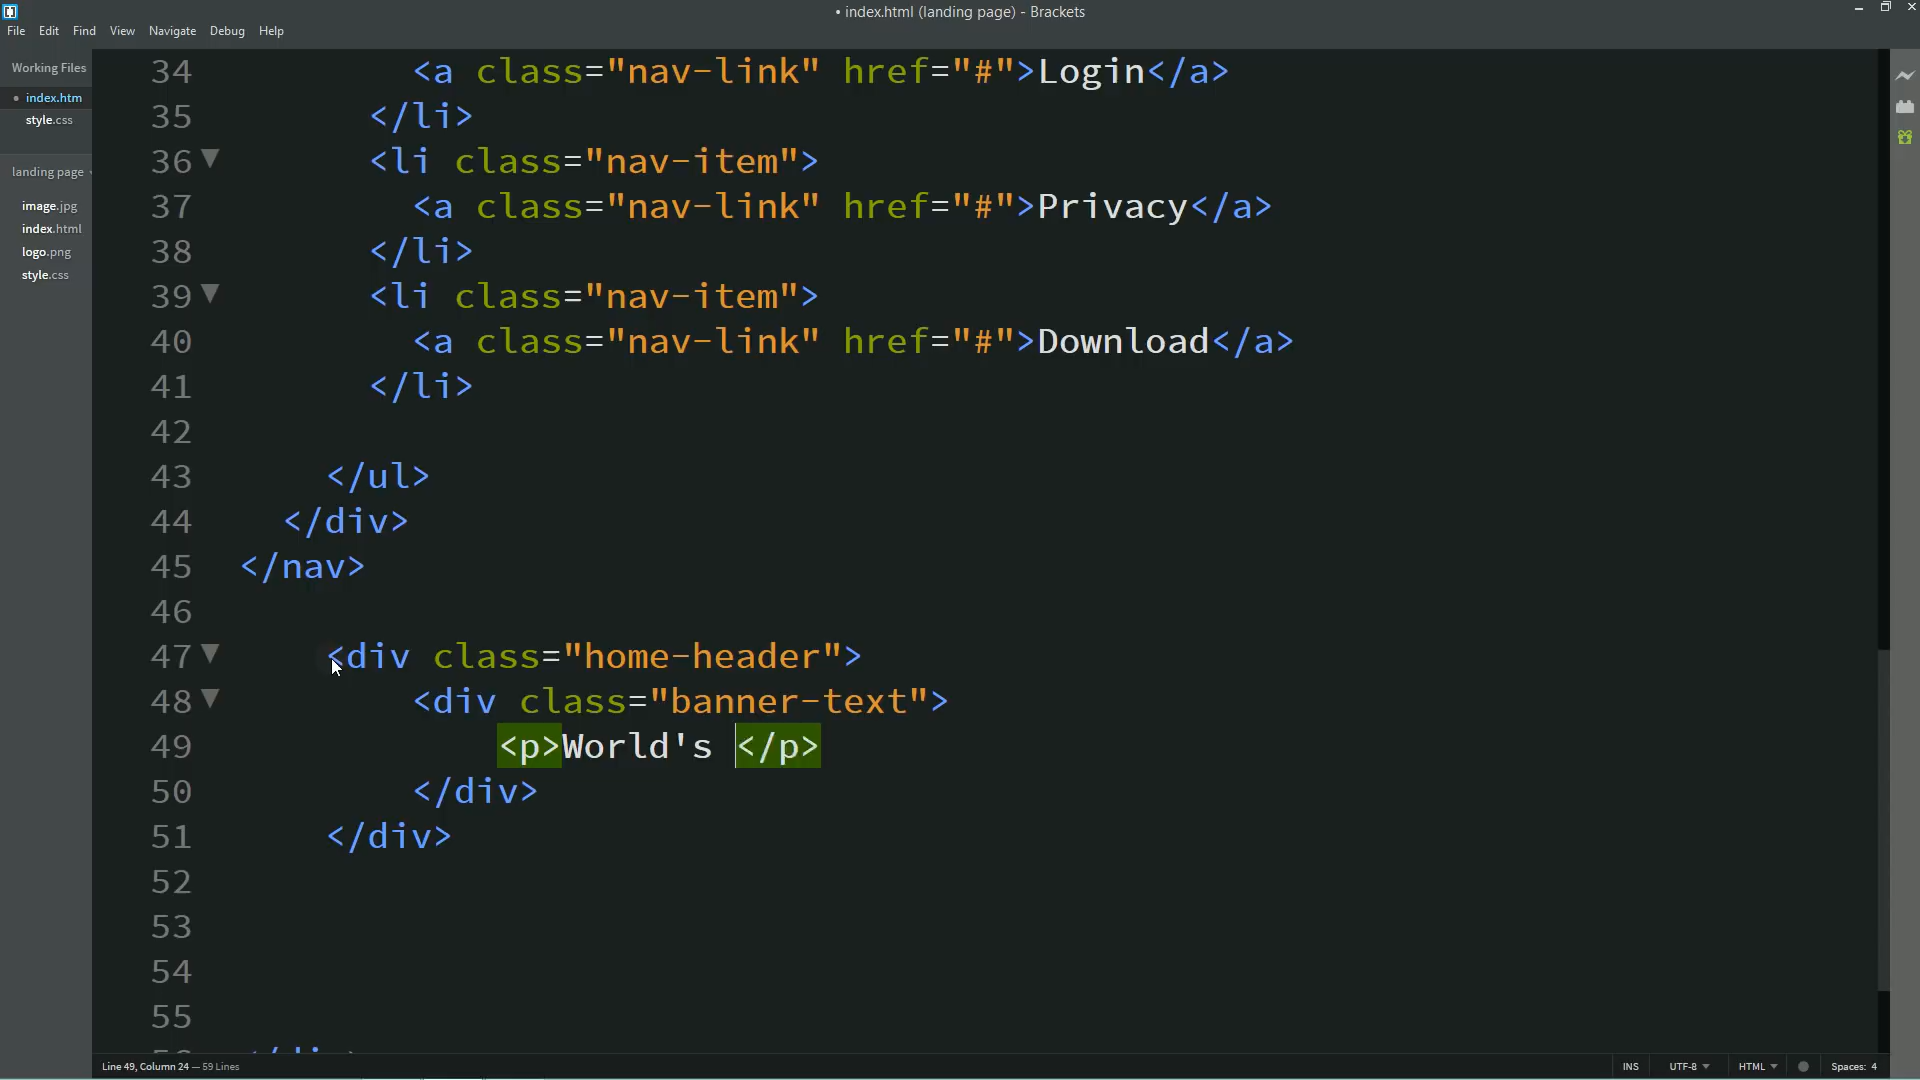 • index.html (landing page) - Brackets
File Edit Find View Navigate Debug Help
Working Files
• index.htm
style.css
landing page
image.jpg
index.html
logo.png
style.css
34 <a class="nav-link" href="#">Login</a>
35 </li>
36 <li class="nav-item">
37 <a class="nav-link" href="#">Privacy</a>
38 </li>
39 <li class="nav-item">
40 <a class="nav-link" href="#">Download</a>
41 </li>
42
43 </ul>
44 </div>
45 </nav>
46
47 <div class="home-header">
48 <div class="banner-text">
49 <p>World's </p>
50 </div>
51 </div>
52
53
54
55
Line 49, Column 24 — 59 Lines
INS UTF-8 HTML Spaces: 4